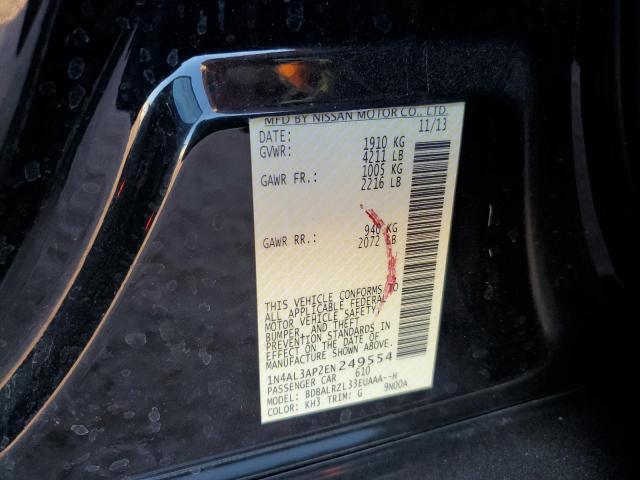 MFD BY NISSAN MOTOR CO., LTD.
DATE: 11/13
GVWR: 1910 KG
4211 LB
GAWR FR.: 1005 KG
2216 LB
GAWR RR.: 940 KG
2072 LB
THIS VEHICLE CONFORMS TO
ALL APPLICABLE FEDERAL
MOTOR VEHICLE SAFETY,
BUMPER, AND THEFT
PREVENTION STANDARDS IN
EFFECT ON THE DATE OF
MANUFACTURE SHOWN ABOVE.
1N4AL3AP2EN249554
PASSENGER CAR 610
MODEL: BDBALRZL33EUAAA--H
COLOR: KH3 TRIM: G 9N00A